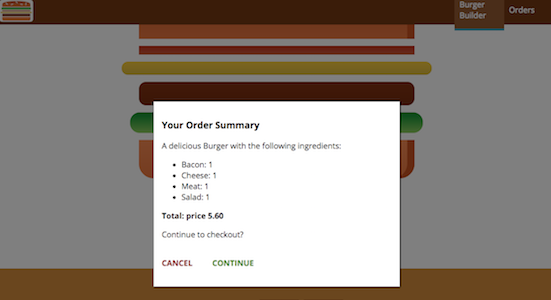 Burger
Builder
Orders
Your Order Summary
A delicious Burger with the following ingredients:
Bacon: 1
Cheese: 1
Meat: 1
Salad: 1
Total: price 5.60
Continue to checkout?
CANCEL CONTINUE